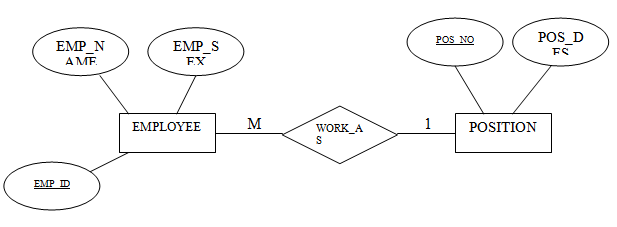 EMP_N
AME
EMP_S
EX
POS_NO
POS_D
ES
EMPLOYEE
M
WORK_A
S
1
POSITION
EMP_ID